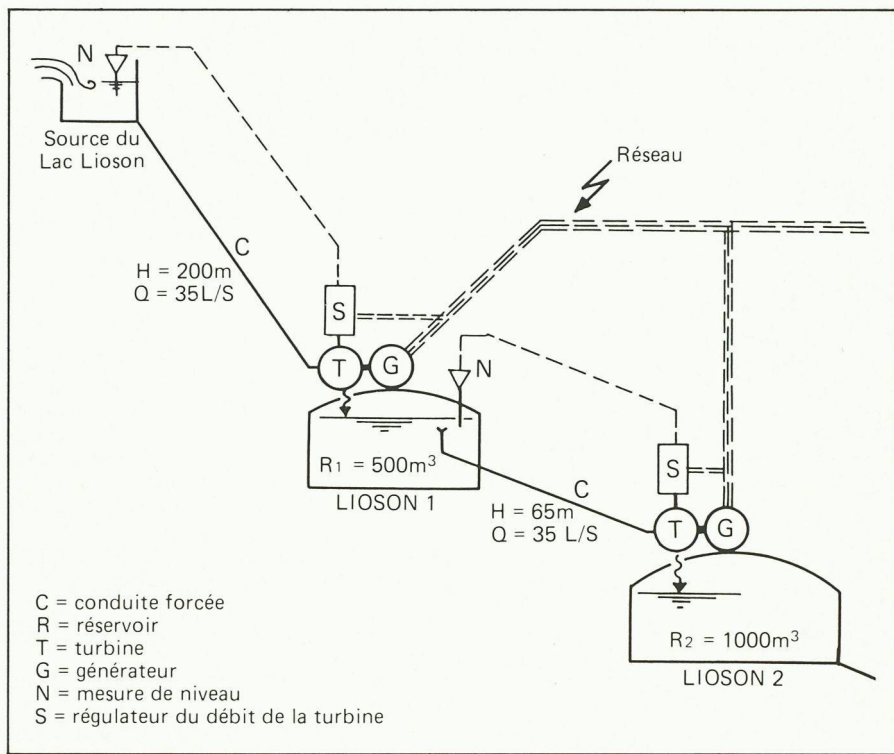 N
Source du
Lac Lioson
Réseau
C
H = 200m
Q = 35L/S
S
T
G
N
R1 = 500m³
LIOSON 1
C
H = 65m
Q = 35 L/S
S
T
G
R2 = 1000m³
LIOSON 2
C = conduite forcée
R = réservoir
T = turbine
G = générateur
N = mesure de niveau
S = régulateur du débit de la turbine